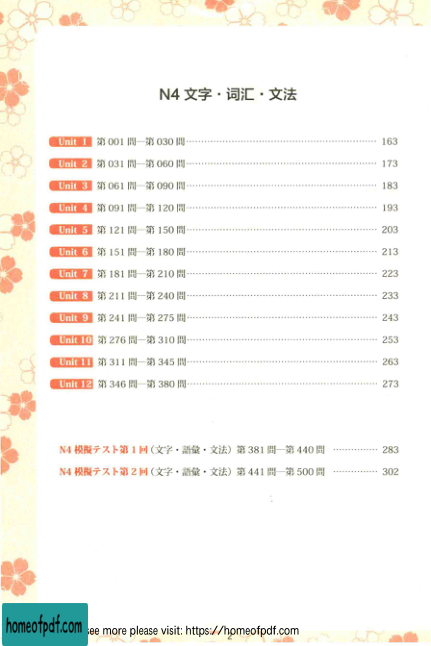 N4 文字・词汇・文法
Unit 1 第 001 問—第 030 問 163
Unit 2 第 031 問—第 060 問 173
Unit 3 第 061 問—第 090 問 183
Unit 4 第 091 問—第 120 問 193
Unit 5 第 121 問—第 150 問 203
Unit 6 第 151 問—第 180 問 213
Unit 7 第 181 問—第 210 問 223
Unit 8 第 211 問—第 240 問 233
Unit 9 第 241 問—第 275 問 243
Unit 10 第 276 問—第 310 問 253
Unit 11 第 311 問—第 345 問 263
Unit 12 第 346 問—第 380 問 273
N4 模擬テスト第 1 回（文字・語彙・文法）第 381 問—第 440 問 283
N4 模擬テスト第 2 回（文字・語彙・文法）第 441 問—第 500 問 302
2
homeofpdf.com see more please visit: https://homeofpdf.com